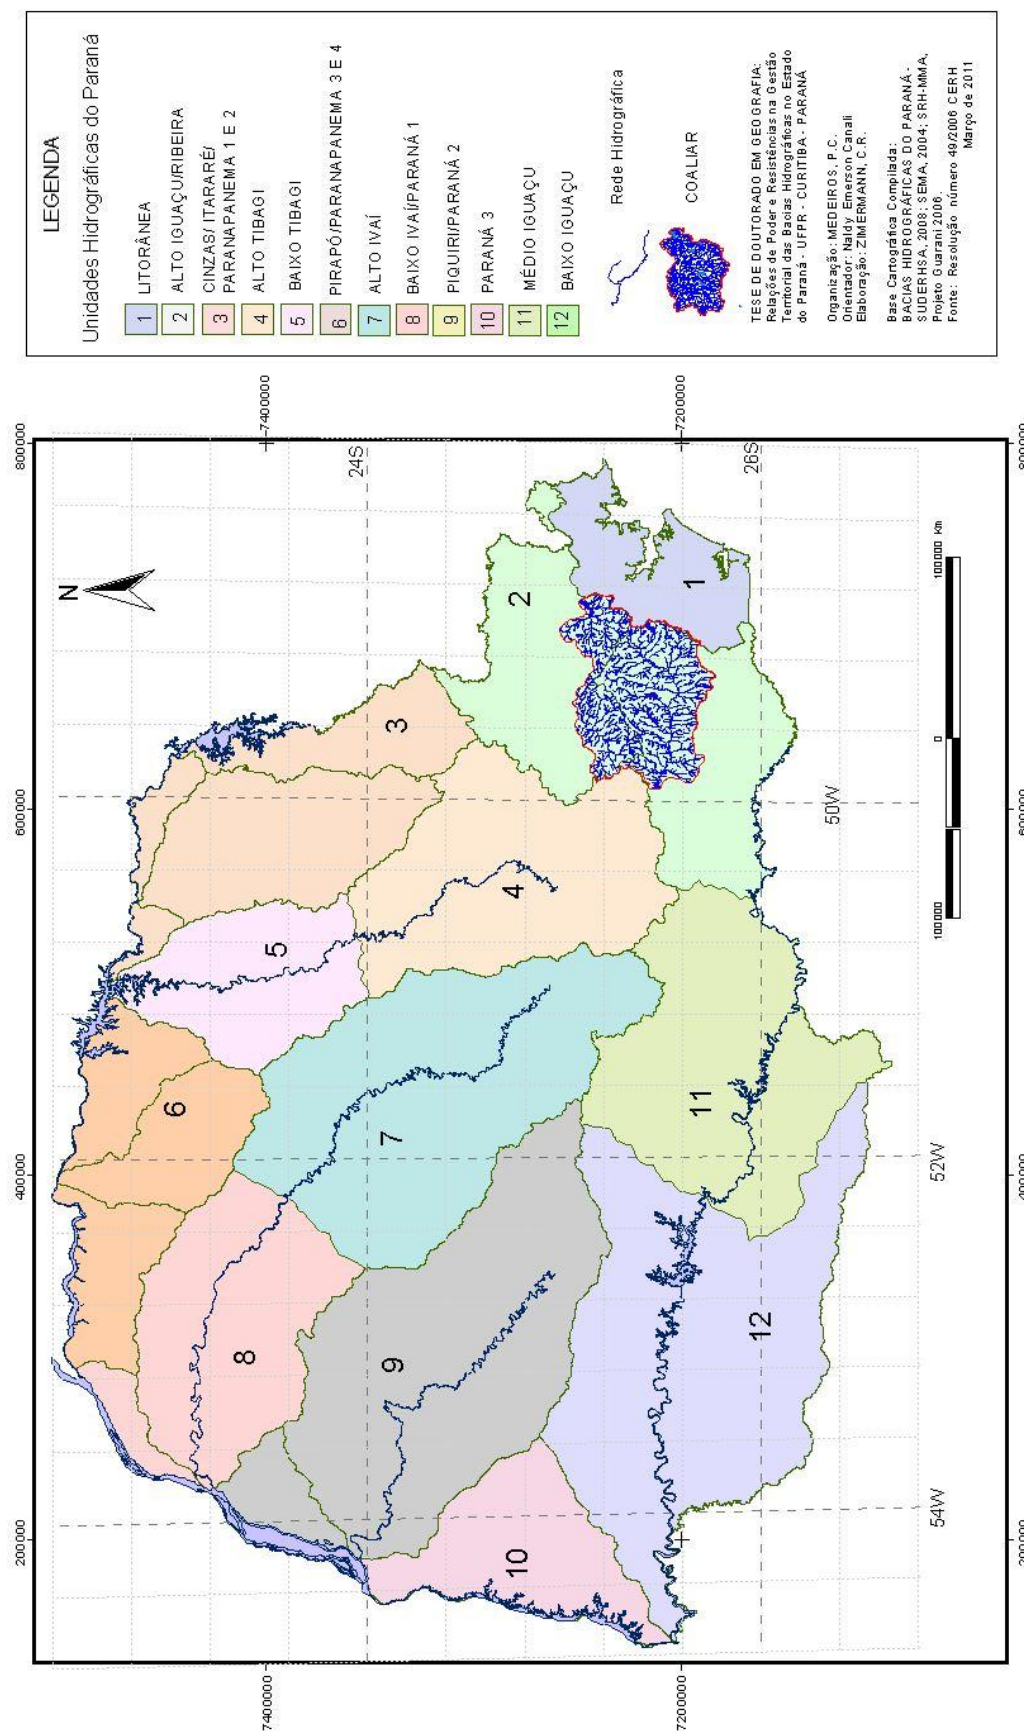 LEGENDA
Unidades Hidrográficas do Paraná
1 LITORÂNEA
2 ALTO IGUAÇU/RIBEIRA
3 CINZAS/ ITARARÉ/
PARANAPANEMA 1 E 2
4 ALTO TIBAGI
5 BAIXO TIBAGI
6 PIRAPÓ/PARANAPANEMA 3 E 4
7 ALTO IVAÍ
8 BAIXO IVAÍ/PARANÁ 1
9 PIQUIRI/PARANÁ 2
10 PARANÁ 3
11 MÉDIO IGUAÇU
12 BAIXO IGUAÇU
Rede Hidrográfica
COALIAR
TESE DE DOUTORADO EM GEOGRAFIA:
Relações de Poder e Resistências na Gestão
Territorial das Bacias Hidrográficas no Estado
do Paraná - UFPR - CURITIBA - PARANÁ
Organização: MEDEIROS, P.C.
Orientador: Naldy Emerson Canali
Elaboração: ZIMERMANN, C.R.
Base Cartográfica Compilada:
BACIAS HIDROGRÁFICAS DO PARANÁ -
SUDERHSA, 2008; SEMA, 2004; SRH-MMA,
Projeto Guarani 2006.
Fonte: Resolução número 49/2006 CERH
Março de 2011
200000
400000
600000
800000
7400000
7400000
N
24S
7200000
7200000
26S
54W
52W
50W
1
2
3
4
5
6
7
8
9
10
11
12
100000
0
100000 Km
200000
400000
600000
800000